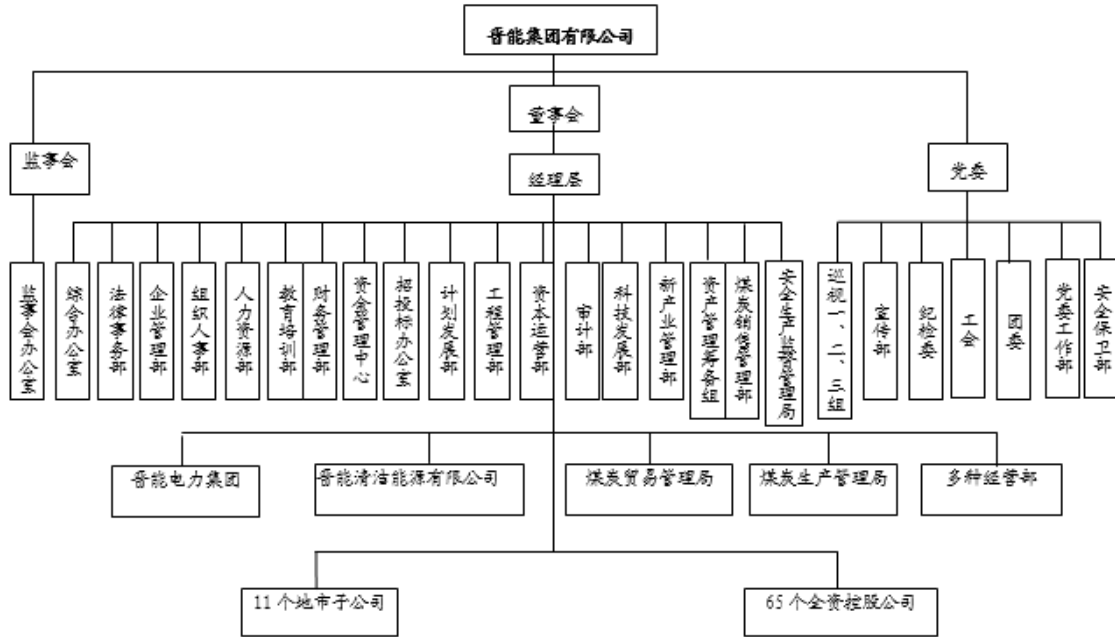 晋能集团有限公司
董事会
监事会
经理层
党委
监事会办公室
综合办公室
法律事务部
企业管理部
组织人事部
人力资源部
教育培训部
财务管理部
资金管理中心
招投标办公室
计划发展部
工程管理部
资本运营部
审计部
科技发展部
新产业管理部
资产管理筹务组
煤炭销售管理部
安全生产监督管理局
巡视一、二、三组
宣传部
纪检委
工会
团委
党委工作部
安全保卫部
晋能电力集团
晋能清洁能源有限公司
煤炭贸易管理局
煤炭生产管理局
多种经营部
11个地市子公司
65个全资控股公司